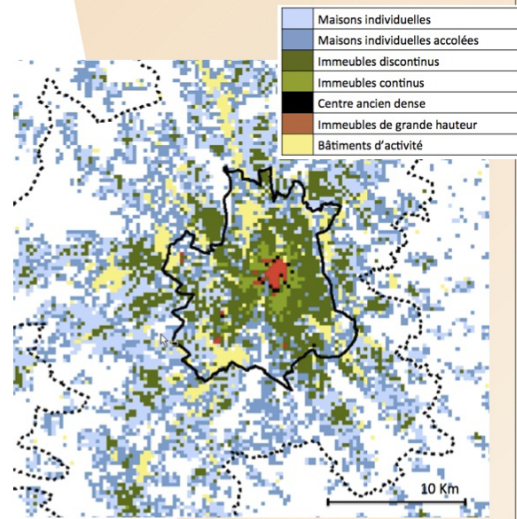 Maisons individuelles
Maisons individuelles accolées
Immeubles discontinus
Immeubles continus
Centre ancien dense
Immeubles de grande hauteur
Bâtiments d’activité
10 Km